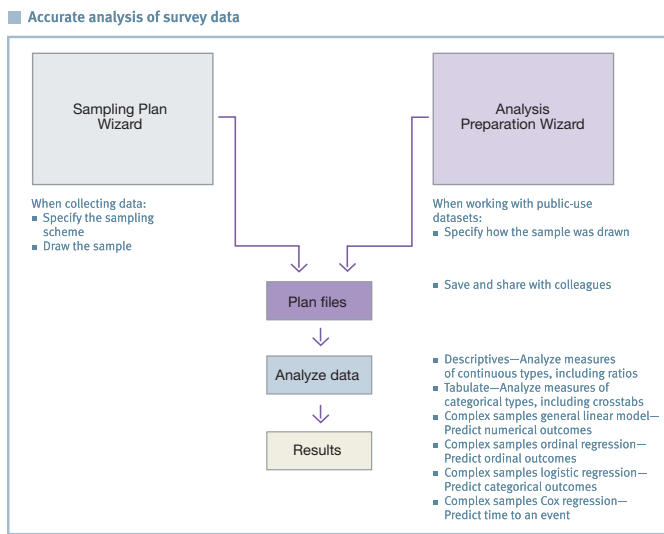 Accurate analysis of survey data
Sampling Plan
Wizard
Analysis
Preparation Wizard
When collecting data:
■ Specify the sampling
scheme
■ Draw the sample
When working with public-use
datasets:
■ Specify how the sample was drawn
Plan files
■ Save and share with colleagues
Analyze data
■ Descriptives—Analyze measures
of continuous types, including ratios
■ Tabulate—Analyze measures of
categorical types, including crosstabs
■ Complex samples general linear model—
Predict numerical outcomes
■ Complex samples ordinal regression—
Predict ordinal outcomes
■ Complex samples logistic regression—
Predict categorical outcomes
■ Complex samples Cox regression—
Predict time to an event
Results